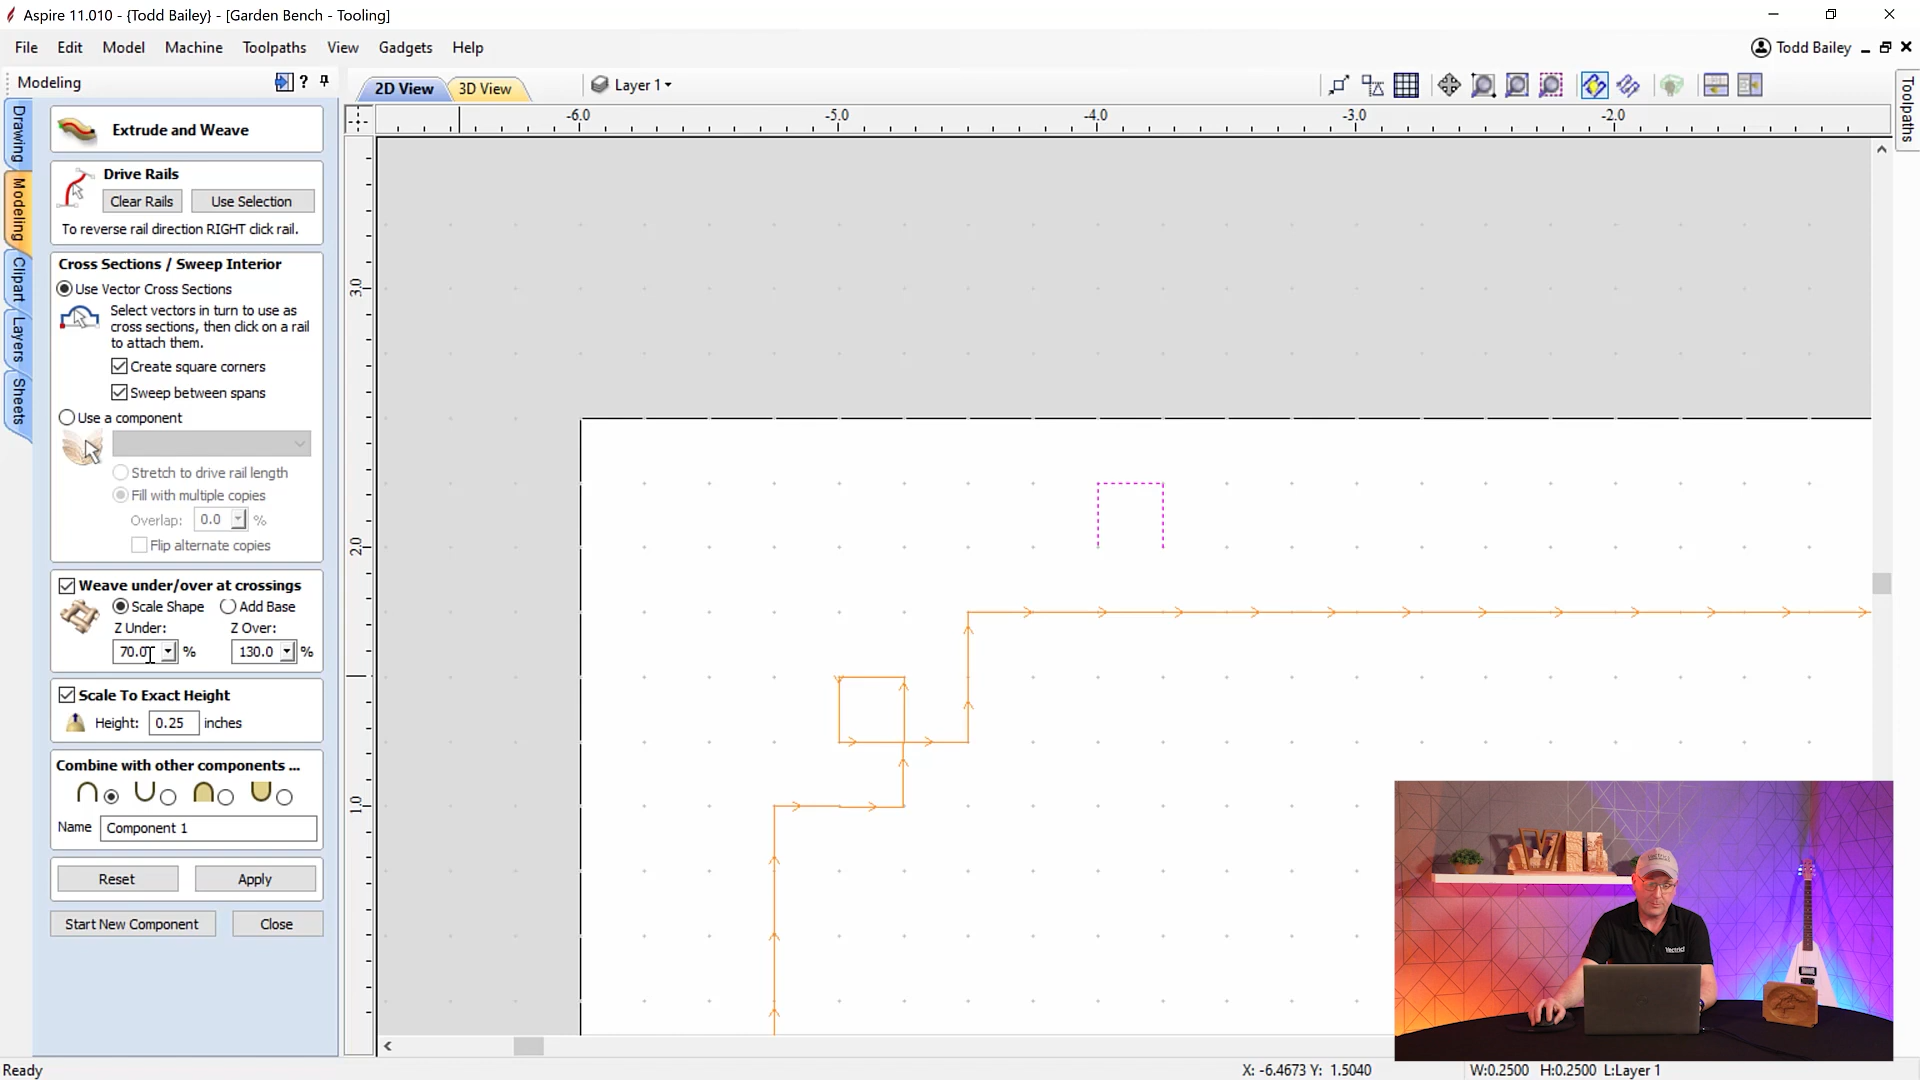 Aspire 11.010 - {Todd Bailey} - [Garden Bench - Tooling]
File Edit Model Machine Toolpaths View Gadgets Help
Todd Bailey
Modeling
2D View
3D View
Layer 1
Toolpaths
-6.0 -5.0 -4.0 -3.0 -2.0
3.0
2.0
1.0
Drawing
Modeling
Clipart
Layers
Sheets
Extrude and Weave
Drive Rails
Clear Rails
Use Selection
To reverse rail direction RIGHT click rail.
Cross Sections / Sweep Interior
Use Vector Cross Sections
Select vectors in turn to use as
cross sections, then click on a rail
to attach them.
Create square corners
Sweep between spans
Use a component
Stretch to drive rail length
Fill with multiple copies
Overlap: 0.0 %
Flip alternate copies
Weave under/over at crossings
Scale Shape Add Base
Z Under: Z Over:
70.0 % 130.0 %
Scale To Exact Height
Height: 0.25 inches
Combine with other components ...
Name Component 1
Reset Apply
Start New Component Close
Ready
X: -6.4673 Y: 1.5040
W:0.2500 H:0.2500 L:Layer 1
Vectric